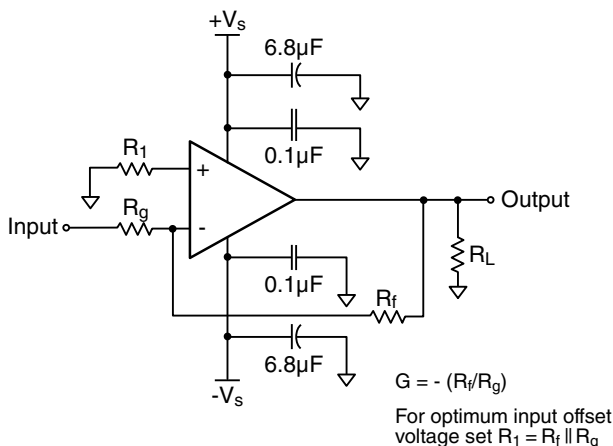 +Vs
6.8µF
0.1µF
R1
+
Rg
Input
-
Output
RL
0.1µF
Rf
6.8µF
-Vs
G = - (Rf/Rg)
For optimum input offset
voltage set R1 = Rf || Rg